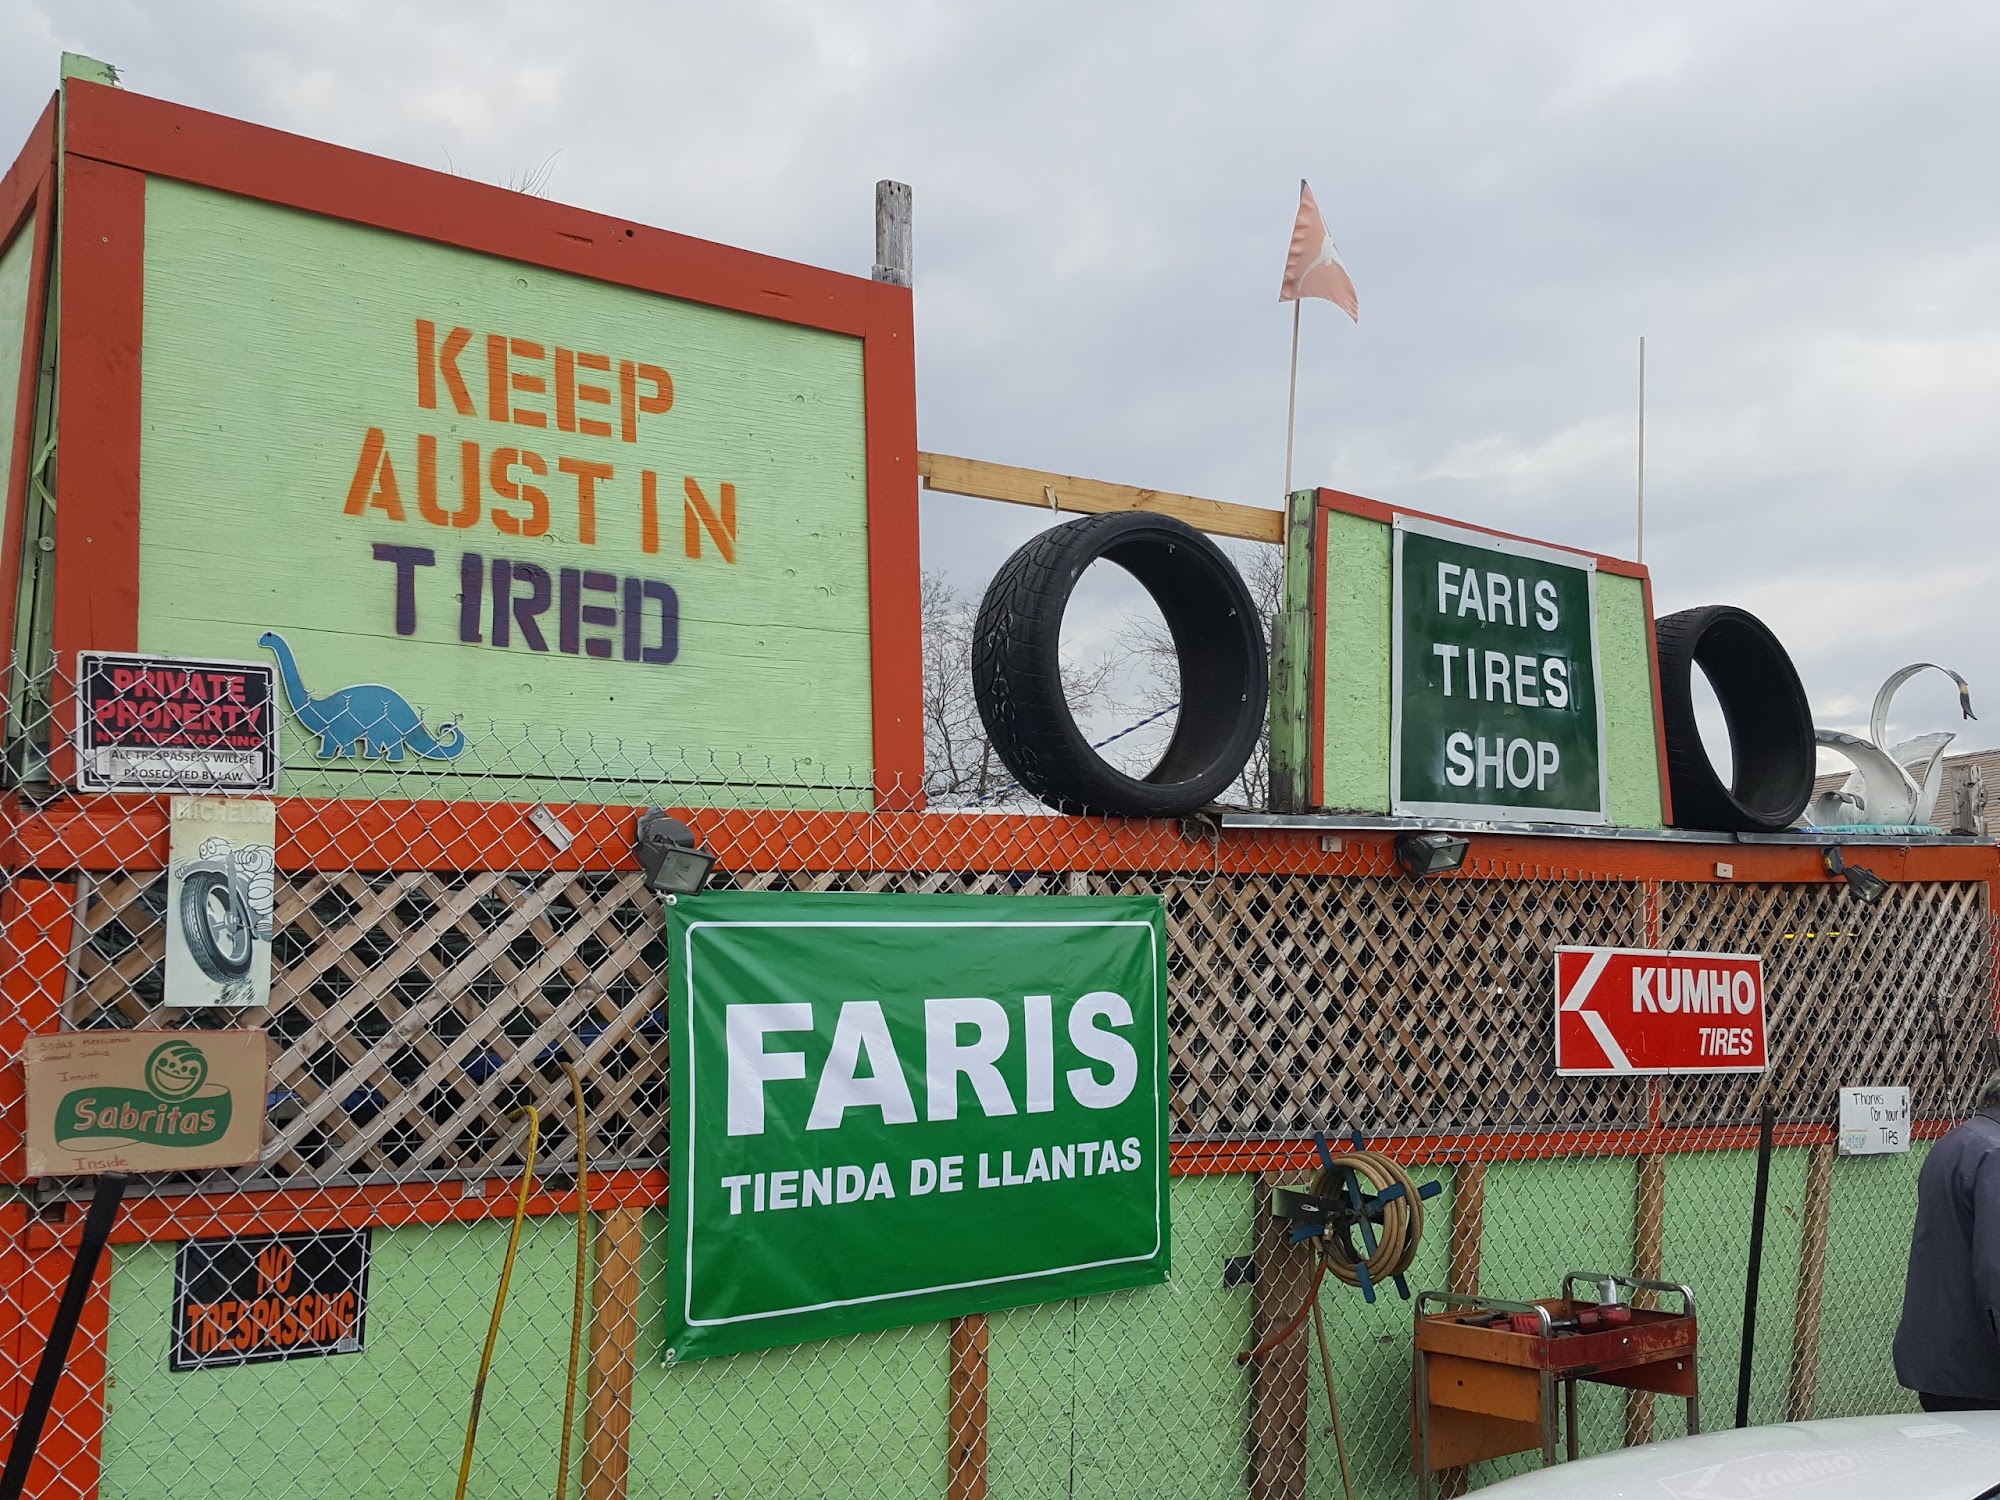 KEEP
AUSTIN
TIRED
FARIS
TIRES
SHOP
PRIVATE
PROPERTY
NO TRESPASSING
ALL TRESPASSERS WILL BE
PROSECUTED BY LAW
MICHELIN
Sodas Mexicanas
Inside
Sabritas
Inside
NO
TRESPASSING
FARIS
TIENDA DE LLANTAS
KUMHO
TIRES
Thanks
for your
TIPS
KUMHO